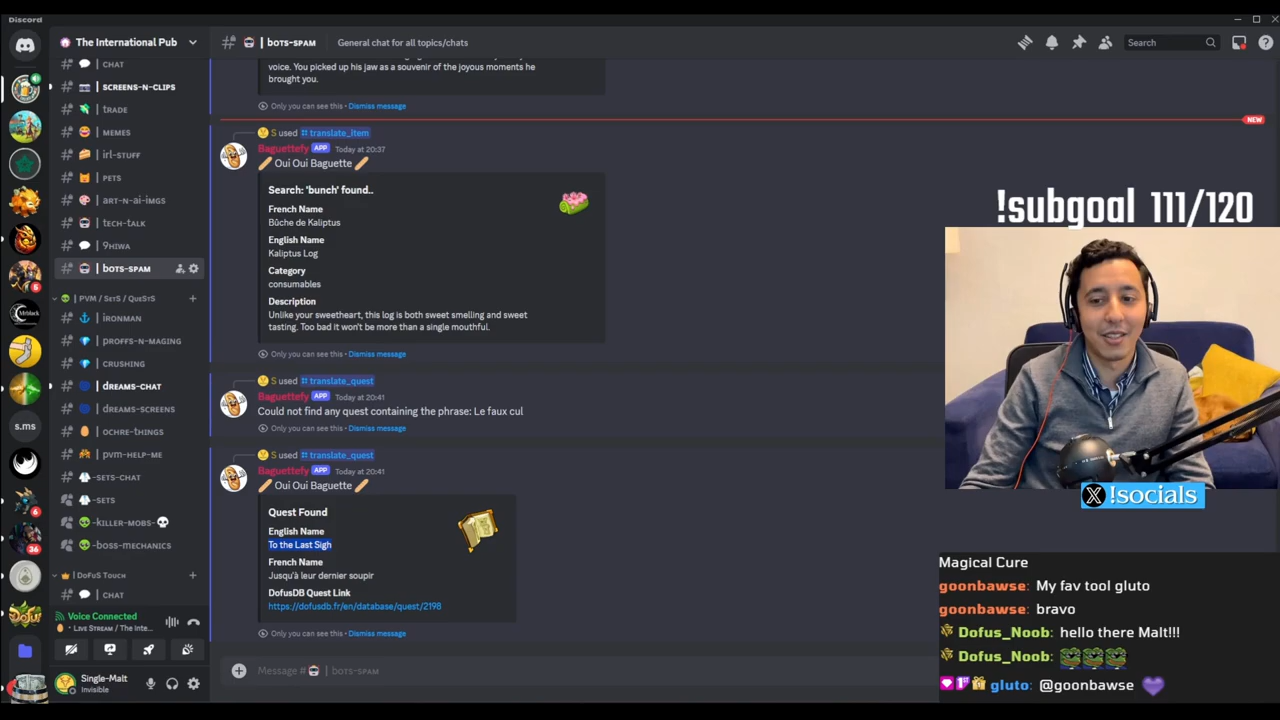 Discord
The International Pub
CHAT
SCREENS-N-CLIPS
TRADE
MEMES
IRL-STUFF
PETS
ART-N-AI-IMGS
TECH-TALK
9HIWA
BOTS-SPAM
PVM / SETS / QUESTS
IRONMAN
PROFFS-N-MAGING
CRUSHING
DREAMS-CHAT
DREAMS-SCREENS
OCHRE-THINGS
PVM-HELP-ME
-SETS-CHAT
-SETS
-KILLER-MOBS-
-BOSS-MECHANICS
DOFUS TOUCH
CHAT
Voice Connected
LIVE STREAM / The Inte...
Single-Malt
Invisible
6
6
36
s.ms
BOTS-SPAM
General chat for all topics/chats
Search
voice. You picked up his jaw as a souvenir of the joyous moments he
brought you.
Only you can see this • Dismiss message
NEW
S used translate_item
Baguettefy APP Today at 20:37
Oui Oui Baguette
Search: 'bunch' found..
French Name
Bûche de Kaliptus
English Name
Kaliptus Log
Category
consumables
Description
Unlike your sweetheart, this log is both sweet smelling and sweet
tasting. Too bad it won't be more than a single mouthful.
Only you can see this • Dismiss message
S used translate_quest
Baguettefy APP Today at 20:41
Could not find any quest containing the phrase: Le faux cul
Only you can see this • Dismiss message
S used translate_quest
Baguettefy APP Today at 20:41
Oui Oui Baguette
Quest Found
English Name
To the Last Sigh
French Name
Jusqu'à leur dernier soupir
DofusDB Quest Link
https://dofusdb.fr/en/database/quest/2198
Only you can see this • Dismiss message
Message # | BOTS-SPAM
!subgoal 111/120
X !socials
Magical Cure
goonbawse: My fav tool gluto
goonbawse: bravo
Dofus_Noob: hello there Malt!!!
Dofus_Noob:
gluto: @goonbawse